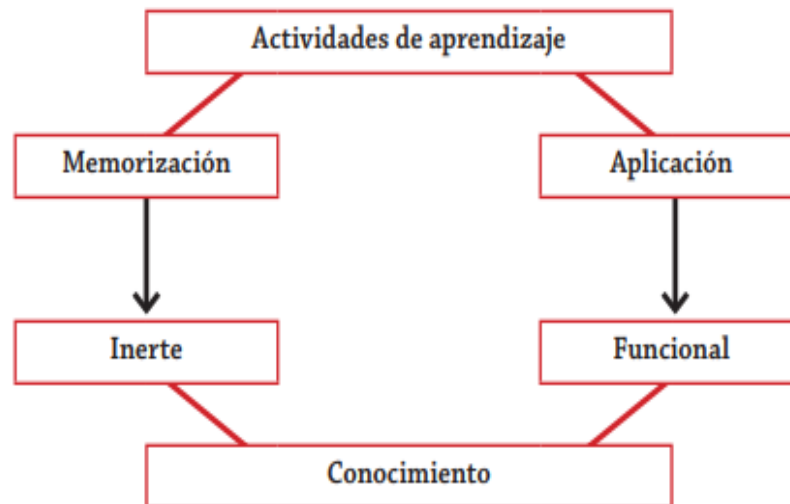 Actividades de aprendizaje
Memorización
Aplicación
Inerte
Funcional
Conocimiento